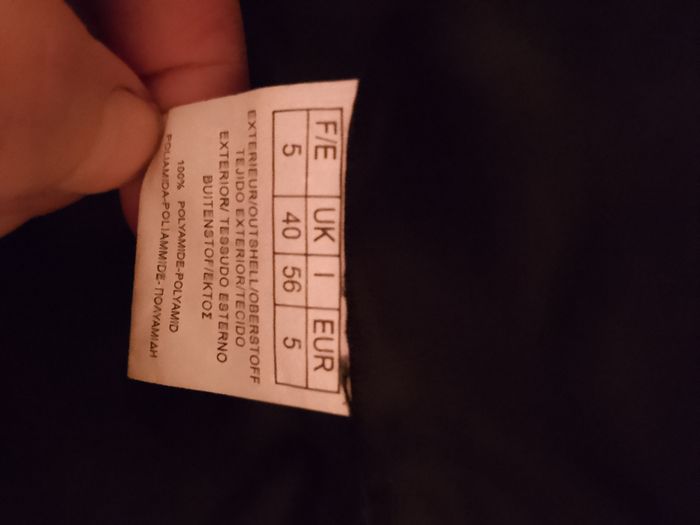 F/E UK I EUR
5 40 56 5
EXTERIEUR/OUTSHELL/OBERSTOFF
TEJIDO EXTERIOR/TECIDO
EXTERIOR/ TESSUDO ESTERNO
BUITENSTOF/ΕΚΤΟΣ
100% POLYAMIDE-POLYAMID
POLIAMIDA-POLIAMMIDE- ΠΟΛΥΑΜΙΔΗ